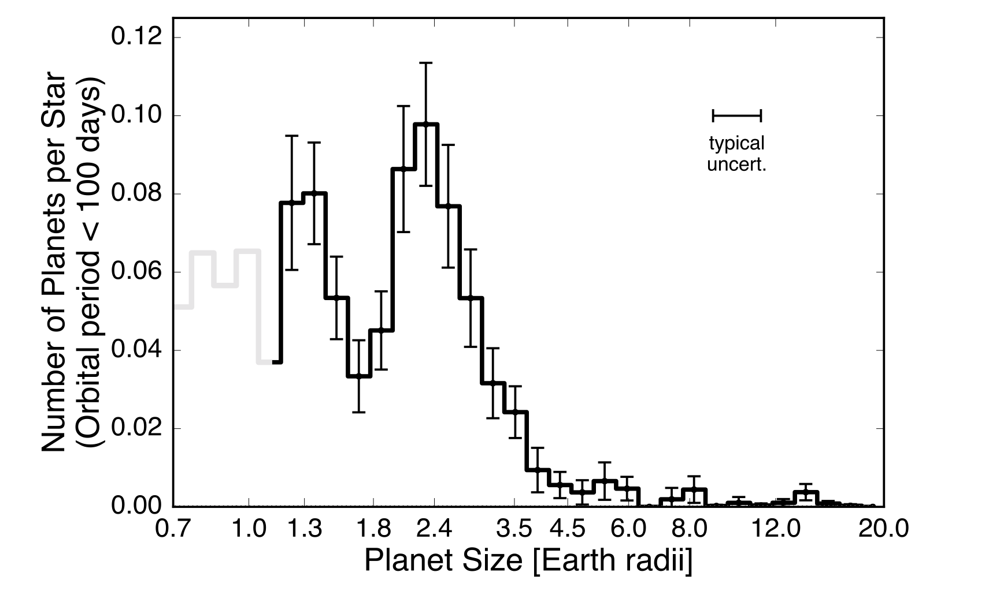 Number of Planets per Star
(Orbital period < 100 days)
0.12
0.10
0.08
0.06
0.04
0.02
0.00
typical
uncert.
0.7 1.0 1.3 1.8 2.4 3.5 4.5 6.0 8.0 12.0 20.0
Planet Size [Earth radii]